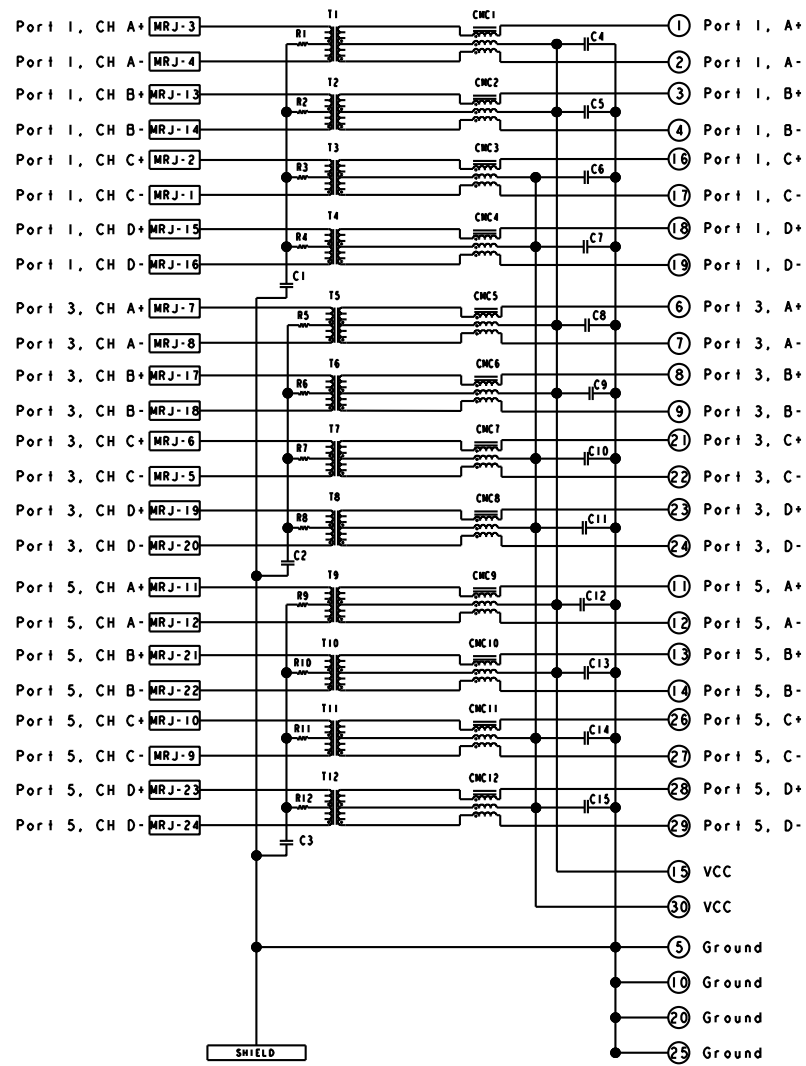 T1 CMC1
Port 1, CH A+ MRJ-3 R1 C4 1 Port 1, A+
Port 1, CH A- MRJ-4 2 Port 1, A-
T2 CMC2
Port 1, CH B+ MRJ-13 R2 C5 3 Port 1, B+
Port 1, CH B- MRJ-14 4 Port 1, B-
T3 CMC3
Port 1, CH C+ MRJ-2 R3 C6 16 Port 1, C+
Port 1, CH C- MRJ-1 17 Port 1, C-
T4 CMC4
Port 1, CH D+ MRJ-15 R4 C7 18 Port 1, D+
Port 1, CH D- MRJ-16 19 Port 1, D-
C1
T5 CMC5
Port 3, CH A+ MRJ-7 R5 C8 6 Port 3, A+
Port 3, CH A- MRJ-8 7 Port 3, A-
T6 CMC6
Port 3, CH B+ MRJ-17 R6 C9 8 Port 3, B+
Port 3, CH B- MRJ-18 9 Port 3, B-
T7 CMC7
Port 3, CH C+ MRJ-6 R7 C10 21 Port 3, C+
Port 3, CH C- MRJ-5 22 Port 3, C-
T8 CMC8
Port 3, CH D+ MRJ-19 R8 C11 23 Port 3, D+
Port 3, CH D- MRJ-20 24 Port 3, D-
C2
T9 CMC9
Port 5, CH A+ MRJ-11 R9 C12 11 Port 5, A+
Port 5, CH A- MRJ-12 12 Port 5, A-
T10 CMC10
Port 5, CH B+ MRJ-21 R10 C13 13 Port 5, B+
Port 5, CH B- MRJ-22 14 Port 5, B-
T11 CMC11
Port 5, CH C+ MRJ-10 R11 C14 26 Port 5, C+
Port 5, CH C- MRJ-9 27 Port 5, C-
T12 CMC12
Port 5, CH D+ MRJ-23 R12 C15 28 Port 5, D+
Port 5, CH D- MRJ-24 29 Port 5, D-
C3
15 VCC
30 VCC
5 Ground
10 Ground
20 Ground
SHIELD 25 Ground